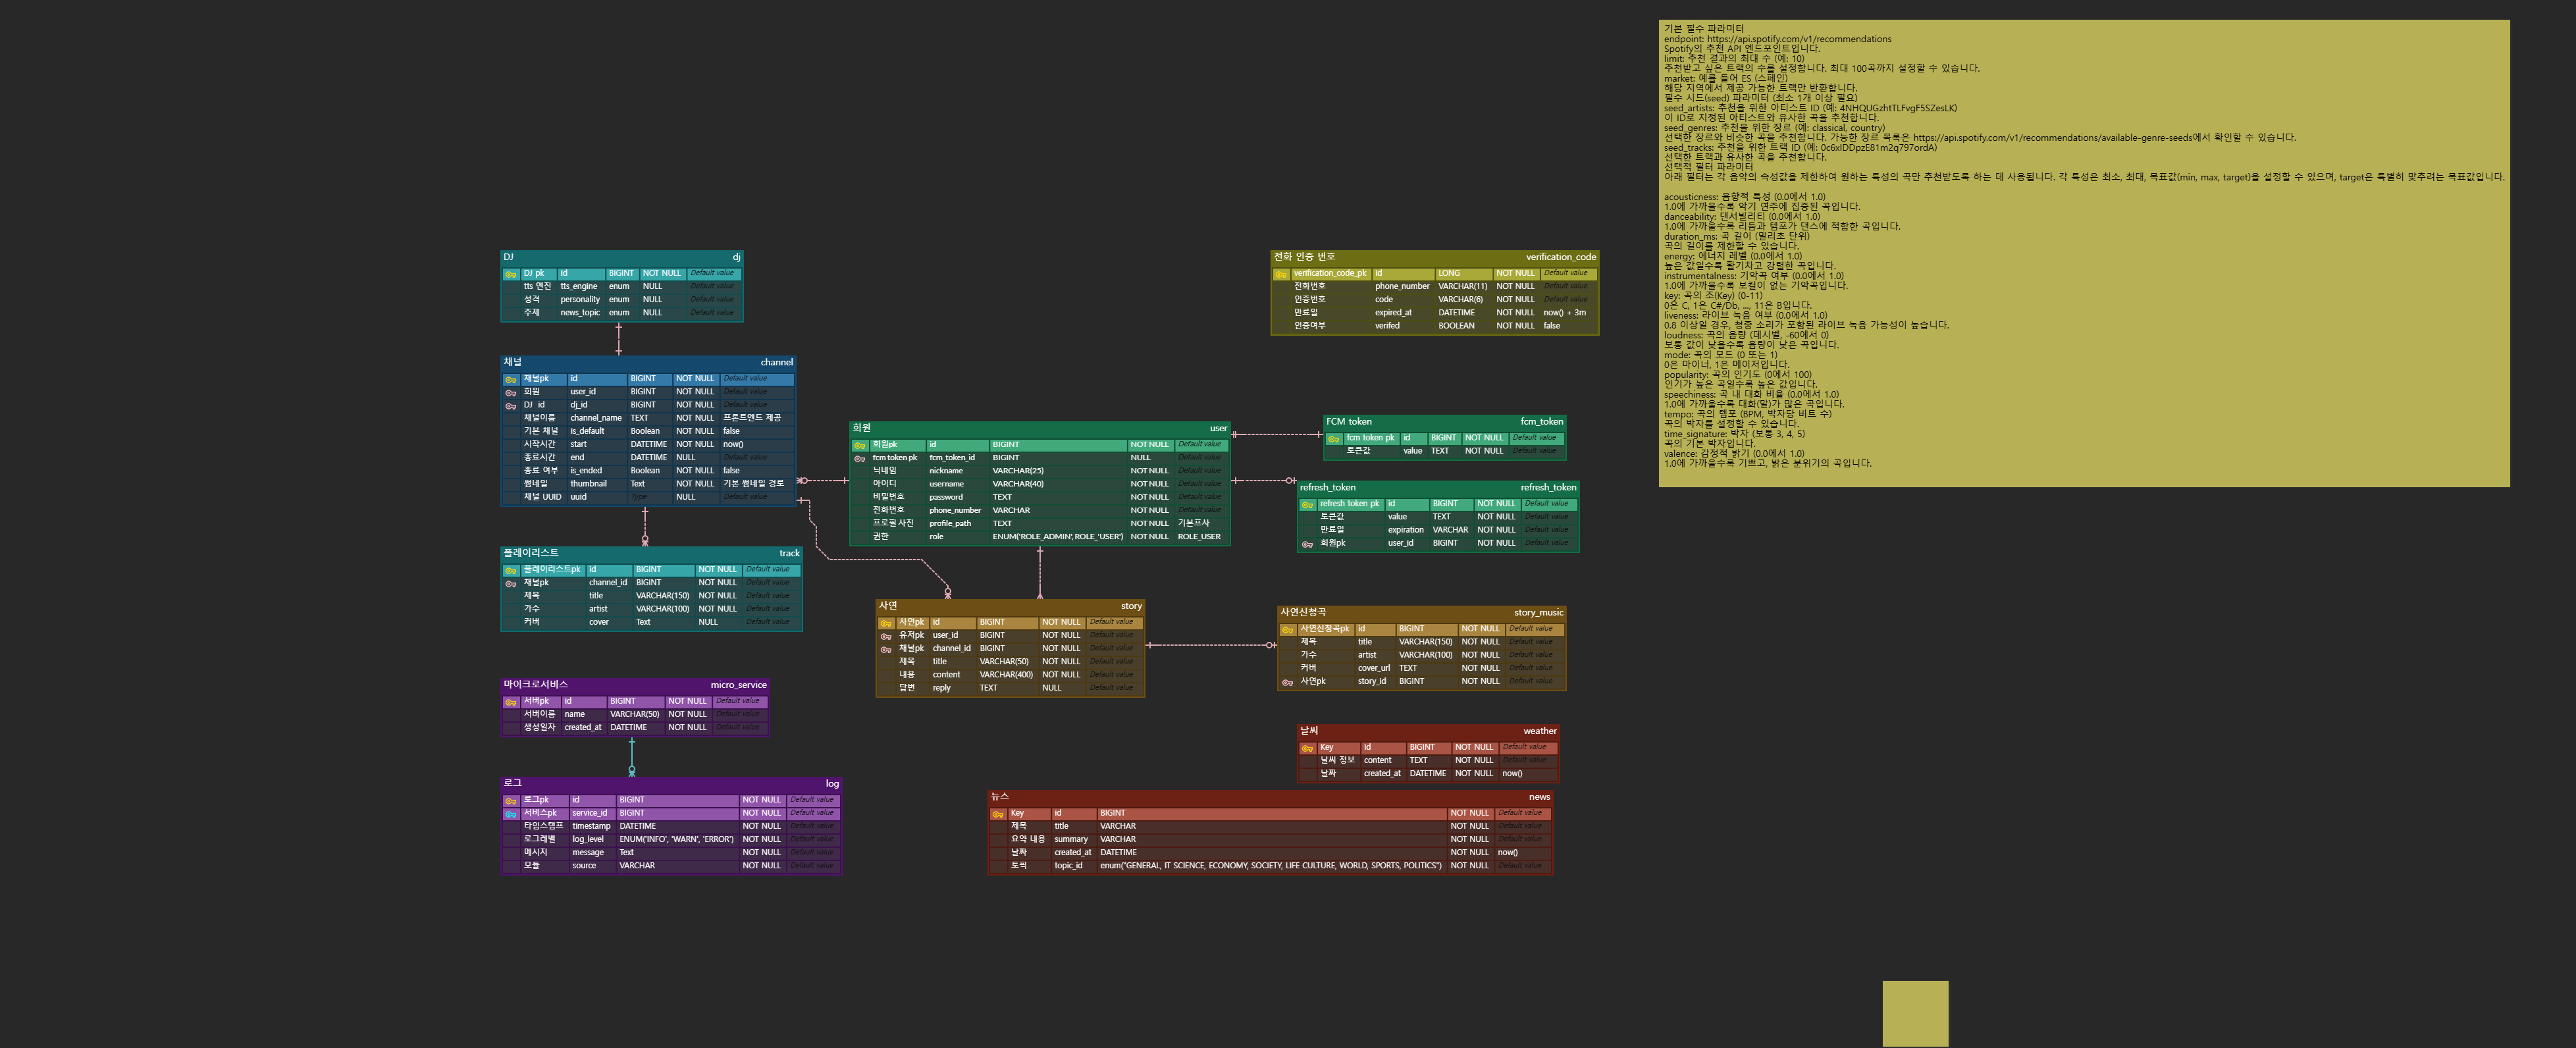 기본 필수 파라미터
endpoint: https://api.spotify.com/v1/recommendations
Spotify의 추천 API 엔드포인트입니다.
limit: 추천 결과의 최대 수 (예: 10)
추천받고 싶은 트랙의 수를 설정합니다. 최대 100곡까지 설정할 수 있습니다.
market: 예를 들어 ES (스페인)
해당 지역에서 제공 가능한 트랙만 반환합니다.
필수 시드(seed) 파라미터 (최소 1개 이상 필요)
seed_artists: 추천을 위한 아티스트 ID (예: 4NHQUGzhtTLFvgF5SZesLK)
이 ID로 지정된 아티스트와 유사한 곡을 추천합니다.
seed_genres: 추천을 위한 장르 (예: classical, country)
선택한 장르와 비슷한 곡을 추천합니다. 가능한 장르 목록은 https://api.spotify.com/v1/recommendations/available-genre-seeds에서 확인할 수 있습니다.
seed_tracks: 추천을 위한 트랙 ID (예: 0c6xIDDpzE81m2q797ordA)
선택한 트랙과 유사한 곡을 추천합니다.
선택적 필터 파라미터
아래 필터는 각 음악의 속성값을 제한하여 원하는 특성의 곡만 추천받도록 하는 데 사용됩니다. 각 특성은 최소, 최대, 목표값(min, max, target)을 설정할 수 있으며, target은 특별히 맞추려는 목표값입니다.
acousticness: 음향적 특성 (0.0에서 1.0)
1.0에 가까울수록 악기 연주에 집중된 곡입니다.
danceability: 댄서빌리티 (0.0에서 1.0)
1.0에 가까울수록 리듬과 템포가 댄스에 적합한 곡입니다.
duration_ms: 곡 길이 (밀리초 단위)
곡의 길이를 제한할 수 있습니다.
energy: 에너지 레벨 (0.0에서 1.0)
높은 값일수록 활기차고 강렬한 곡입니다.
instrumentalness: 기악곡 여부 (0.0에서 1.0)
1.0에 가까울수록 보컬이 없는 기악곡입니다.
key: 곡의 조(Key) (0-11)
0은 C, 1은 C#/Db, ..., 11은 B입니다.
liveness: 라이브 녹음 여부 (0.0에서 1.0)
0.8 이상일 경우, 청중 소리가 포함된 라이브 녹음 가능성이 높습니다.
loudness: 곡의 음량 (데시벨, -60에서 0)
보통 값이 낮을수록 음량이 낮은 곡입니다.
mode: 곡의 모드 (0 또는 1)
0은 마이너, 1은 메이저입니다.
popularity: 곡의 인기도 (0에서 100)
인기가 높은 곡일수록 높은 값입니다.
speechiness: 곡 내 대화 비율 (0.0에서 1.0)
1.0에 가까울수록 대화(말)가 많은 곡입니다.
tempo: 곡의 템포 (BPM, 박자당 비트 수)
곡의 박자를 설정할 수 있습니다.
time_signature: 박자 (보통 3, 4, 5)
곡의 기본 박자입니다.
valence: 감정적 밝기 (0.0에서 1.0)
1.0에 가까울수록 기쁘고, 밝은 분위기의 곡입니다.
DJ dj
DJ pk id BIGINT NOT NULL Default value
tts 엔진 tts_engine enum NULL Default value
성격 personality enum NULL Default value
주제 news_topic enum NULL Default value
전화 인증 번호 verification_code
verification_code_pk id LONG NOT NULL Default value
전화번호 phone_number VARCHAR(11) NOT NULL Default value
인증번호 code VARCHAR(6) NOT NULL Default value
만료일 expired_at DATETIME NOT NULL now() + 3m
인증여부 verifed BOOLEAN NOT NULL false
채널 channel
채널pk id BIGINT NOT NULL Default value
회원 user_id BIGINT NOT NULL Default value
DJ id dj_id BIGINT NOT NULL Default value
채널이름 channel_name TEXT NOT NULL 프론트엔드 제공
기본 채널 is_default Boolean NOT NULL false
시작시간 start DATETIME NOT NULL now()
종료시간 end DATETIME NULL Default value
종료 여부 is_ended Boolean NOT NULL false
썸네일 thumbnail Text NOT NULL 기본 썸네일 경로
채널 UUID uuid Type NULL Default value
회원 user
회원pk id BIGINT NOT NULL Default value
fcm token pk fcm_token_id BIGINT NULL Default value
닉네임 nickname VARCHAR(25) NOT NULL Default value
아이디 username VARCHAR(40) NOT NULL Default value
비밀번호 password TEXT NOT NULL Default value
전화번호 phone_number VARCHAR NOT NULL Default value
프로필 사진 profile_path TEXT NOT NULL 기본프사
권한 role ENUM('ROLE_ADMIN', ROLE_'USER') NOT NULL ROLE_USER
FCM token fcm_token
fcm token pk id BIGINT NOT NULL Default value
토큰값 value TEXT NOT NULL Default value
refresh_token refresh_token
refresh token pk id BIGINT NOT NULL Default value
토큰값 value TEXT NOT NULL Default value
만료일 expiration VARCHAR NOT NULL Default value
회원pk user_id BIGINT NOT NULL Default value
플레이리스트 track
플레이리스트pk id BIGINT NOT NULL Default value
채널pk channel_id BIGINT NOT NULL Default value
제목 title VARCHAR(150) NOT NULL Default value
가수 artist VARCHAR(100) NOT NULL Default value
커버 cover Text NULL Default value
사연 story
사연pk id BIGINT NOT NULL Default value
유저pk user_id BIGINT NOT NULL Default value
채널pk channel_id BIGINT NOT NULL Default value
제목 title VARCHAR(50) NOT NULL Default value
내용 content VARCHAR(400) NOT NULL Default value
답변 reply TEXT NULL Default value
사연신청곡 story_music
사연신청곡pk id BIGINT NOT NULL Default value
제목 title VARCHAR(150) NOT NULL Default value
가수 artist VARCHAR(100) NOT NULL Default value
커버 cover_url TEXT NOT NULL Default value
사연pk story_id BIGINT NOT NULL Default value
마이크로서비스 micro_service
서버pk id BIGINT NOT NULL Default value
서버이름 name VARCHAR(50) NOT NULL Default value
생성일자 created_at DATETIME NOT NULL Default value
날씨 weather
Key id BIGINT NOT NULL Default value
날씨 정보 content TEXT NOT NULL Default value
날짜 created_at DATETIME NOT NULL now()
로그 log
로그pk id BIGINT NOT NULL Default value
서비스pk service_id BIGINT NOT NULL Default value
타임스탬프 timestamp DATETIME NOT NULL Default value
로그레벨 log_level ENUM('INFO', 'WARN', 'ERROR') NOT NULL Default value
메시지 message Text NOT NULL Default value
모듈 source VARCHAR NOT NULL Default value
뉴스 news
Key id BIGINT NOT NULL Default value
제목 title VARCHAR NOT NULL Default value
요약 내용 summary VARCHAR NOT NULL Default value
날짜 created_at DATETIME NOT NULL now()
토픽 topic_id enum("GENERAL, IT SCIENCE, ECONOMY, SOCIETY, LIFE CULTURE, WORLD, SPORTS, POLITICS") NOT NULL Default value